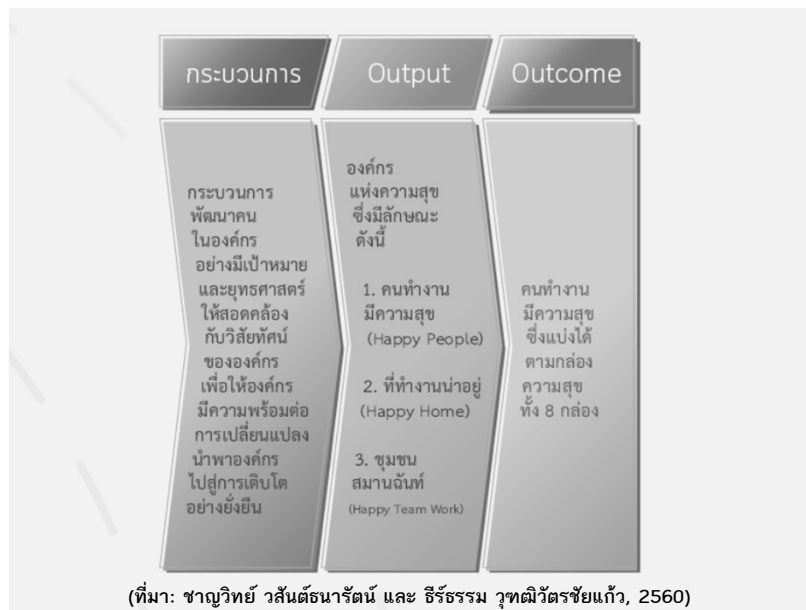 กระบวนการ
Output
Outcome
กระบวนการ
พัฒนาคน
ในองค์กร
อย่างมีเป้าหมาย
และยุทธศาสตร์
ให้สอดคล้อง
กับวิสัยทัศน์
ขององค์กร
เพื่อให้องค์กร
มีความพร้อมต่อ
การเปลี่ยนแปลง
นำพาองค์กร
ไปสู่การเติบโต
อย่างยั่งยืน
องค์กร
แห่งความสุข
ซึ่งมีลักษณะ
ดังนี้
1. คนทำงาน
มีความสุข
(Happy People)
2. ที่ทำงานน่าอยู่
(Happy Home)
3. ชุมชน
สมานฉันท์
(Happy Team Work)
คนทำงาน
มีความสุข
ซึ่งแบ่งได้
ตามกล่อง
ความสุข
ทั้ง 8 กล่อง
(ที่มา: ชาญวิทย์ วสันต์ธนารัตน์ และ ธีร์ธรรม วุฑฒิวัตรชัยแก้ว, 2560)